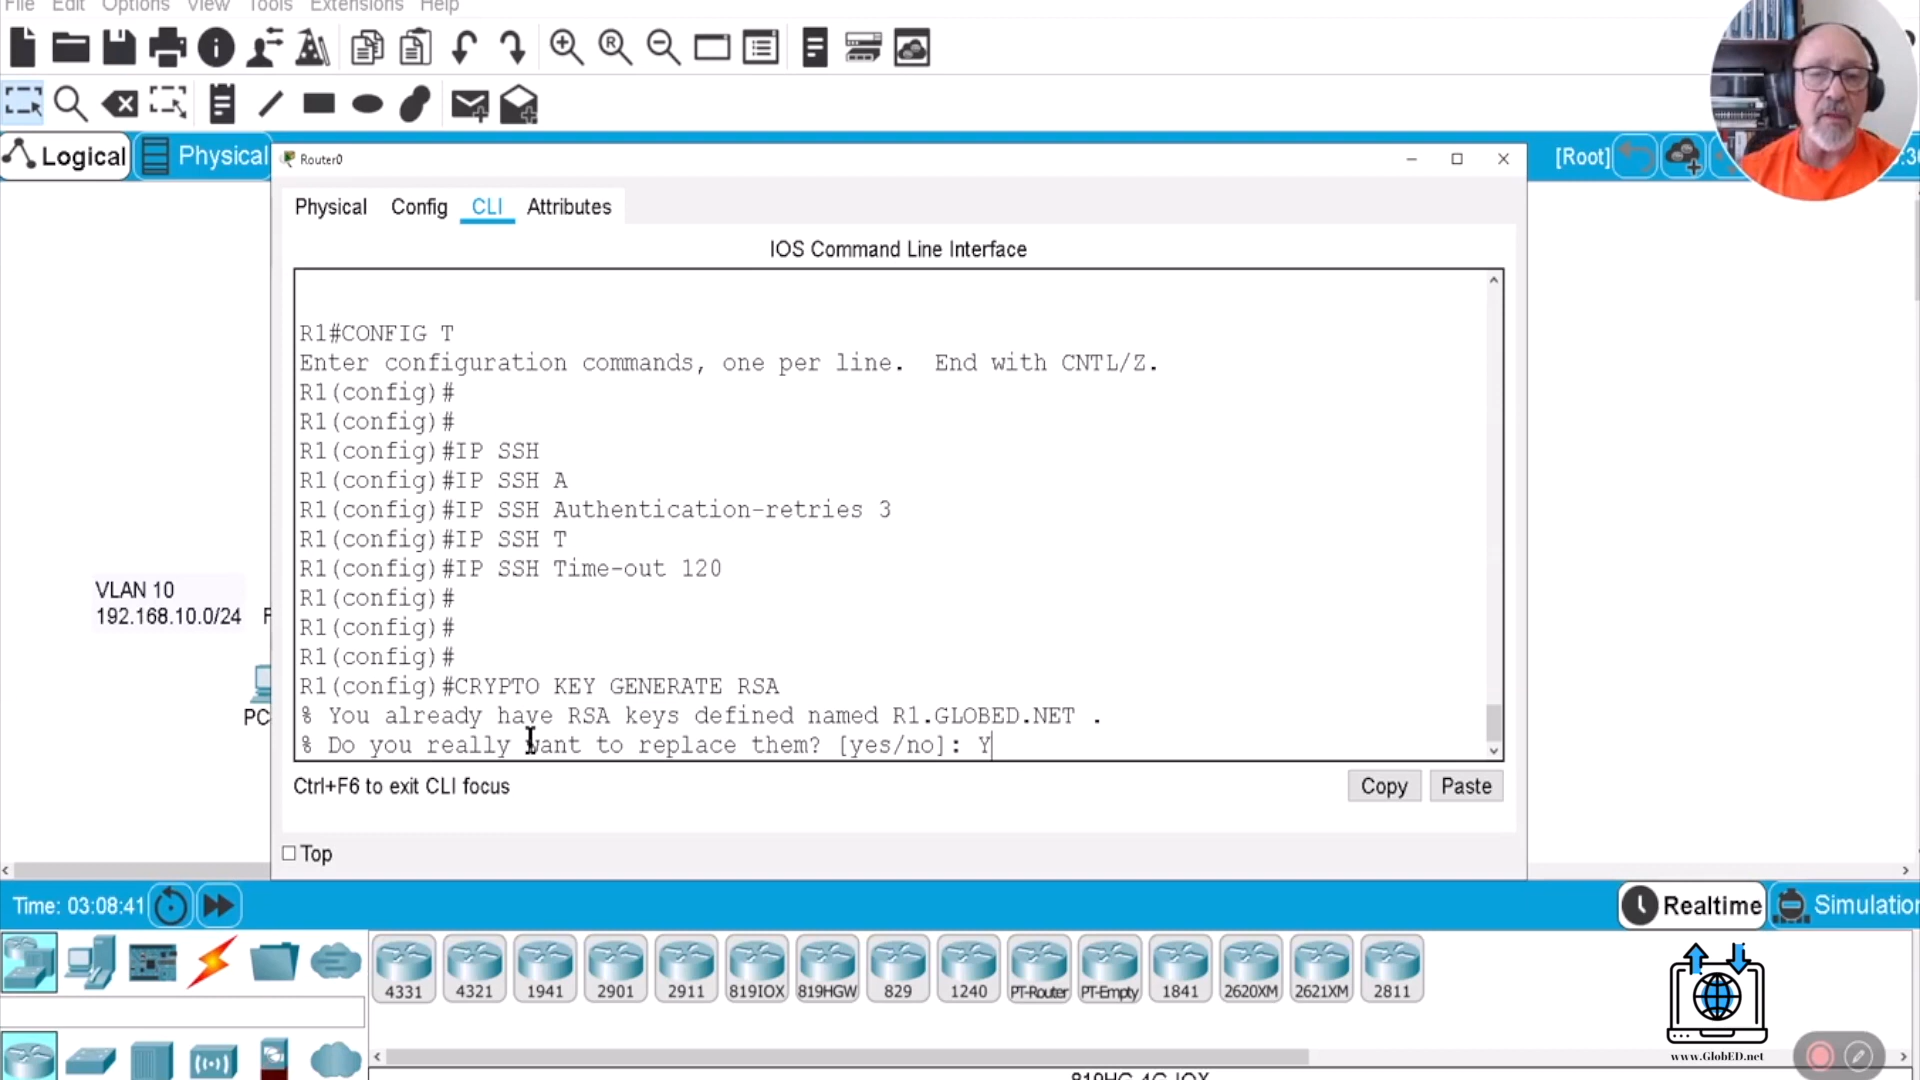 File Edit Options View Tools Extensions Help
Logical Physical [Root]
Router0
Physical Config CLI Attributes
IOS Command Line Interface
R1#CONFIG T
Enter configuration commands, one per line.  End with CNTL/Z.
R1(config)#
R1(config)#
R1(config)#IP SSH
R1(config)#IP SSH A
R1(config)#IP SSH Authentication-retries 3
R1(config)#IP SSH T
R1(config)#IP SSH Time-out 120
R1(config)#
R1(config)#
R1(config)#
R1(config)#CRYPTO KEY GENERATE RSA
% You already have RSA keys defined named R1.GLOBED.NET .
% Do you really want to replace them? [yes/no]: Y
VLAN 10
192.168.10.0/24 F
PC
Ctrl+F6 to exit CLI focus
Copy Paste
Top
Time: 03:08:41 Realtime Simulation
4331 4321 1941 2901 2911 819IOX 819HGW 829 1240 PT-Router PT-Empty 1841 2620XM 2621XM 2811
www.GlobED.net
819HG-4G-IOX